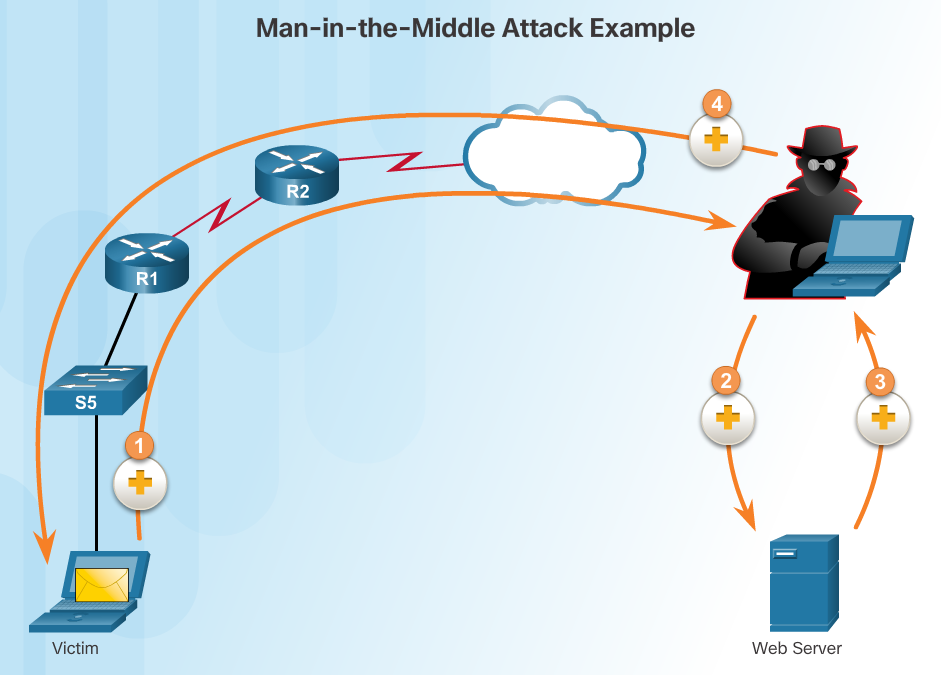 Man-in-the-Middle Attack Example
4
R2
R1
2
3
S5
1
Victim
Web Server